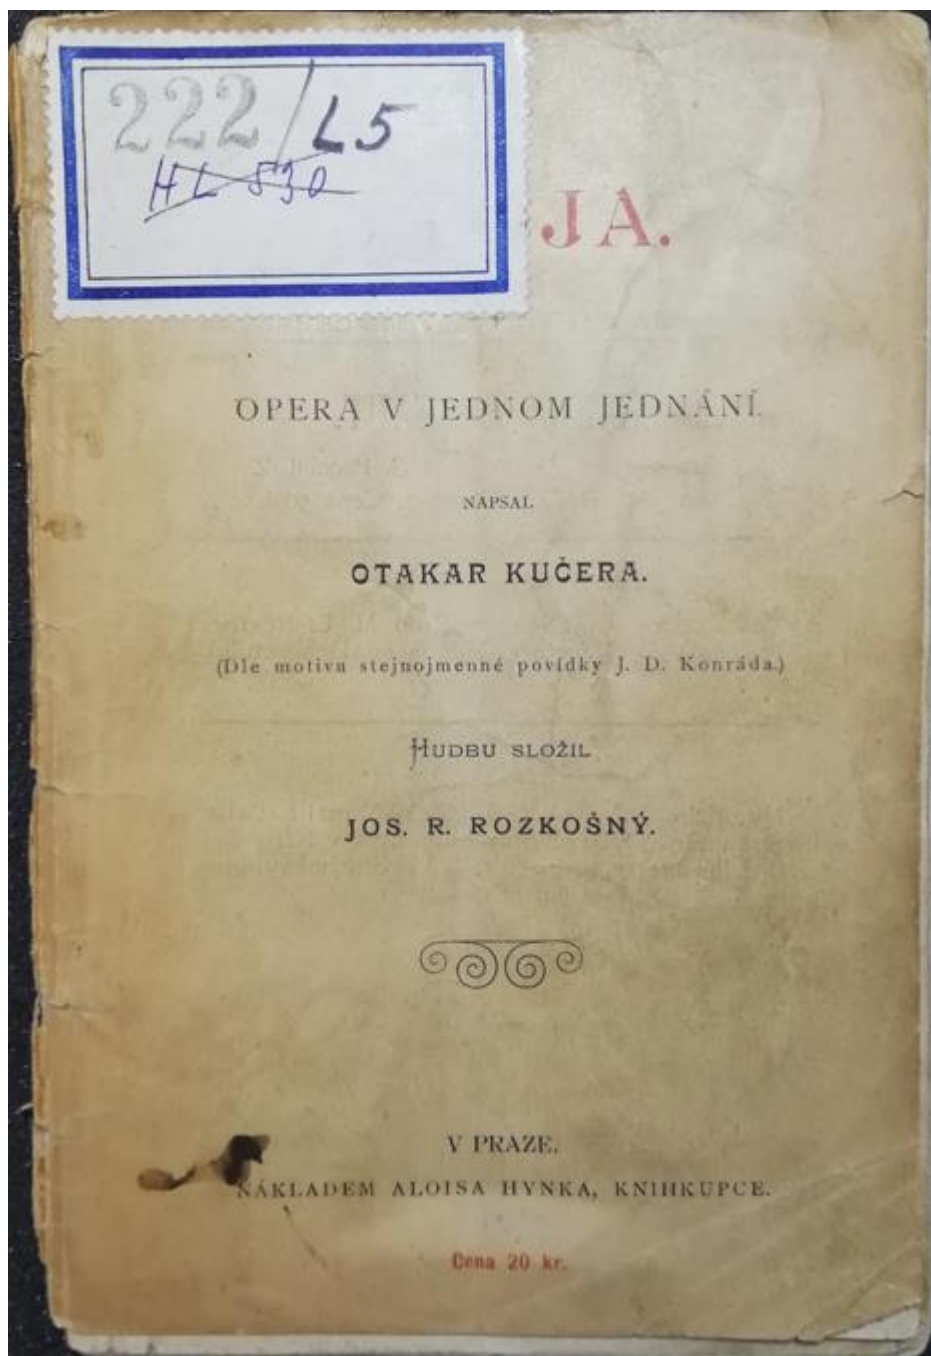 222/L5
HL 530
JA.
OPERA V JEDNOM JEDNÁNÍ.
NAPSAL
OTAKAR KUČERA.
(Dle motivu stejnojmenné povídky J. D. Konráda.)
HUDBU SLOŽIL
JOS. R. ROZKOŠNÝ.
V PRAZE.
NÁKLADEM ALOISA HYNKA, KNIHKUPCE.
Cena 20 kr.